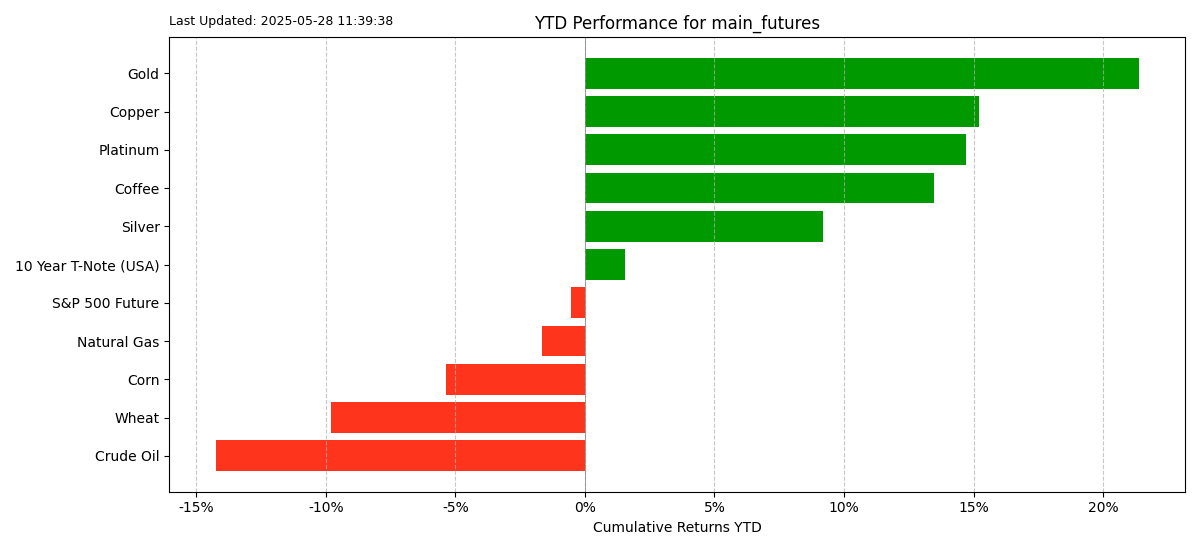 Last Updated: 2025-05-28 11:39:38
YTD Performance for main_futures
Gold
Copper
Platinum
Coffee
Silver
10 Year T-Note (USA)
S&P 500 Future
Natural Gas
Corn
Wheat
Crude Oil
-15% -10% -5% 0% 5% 10% 15% 20%
Cumulative Returns YTD